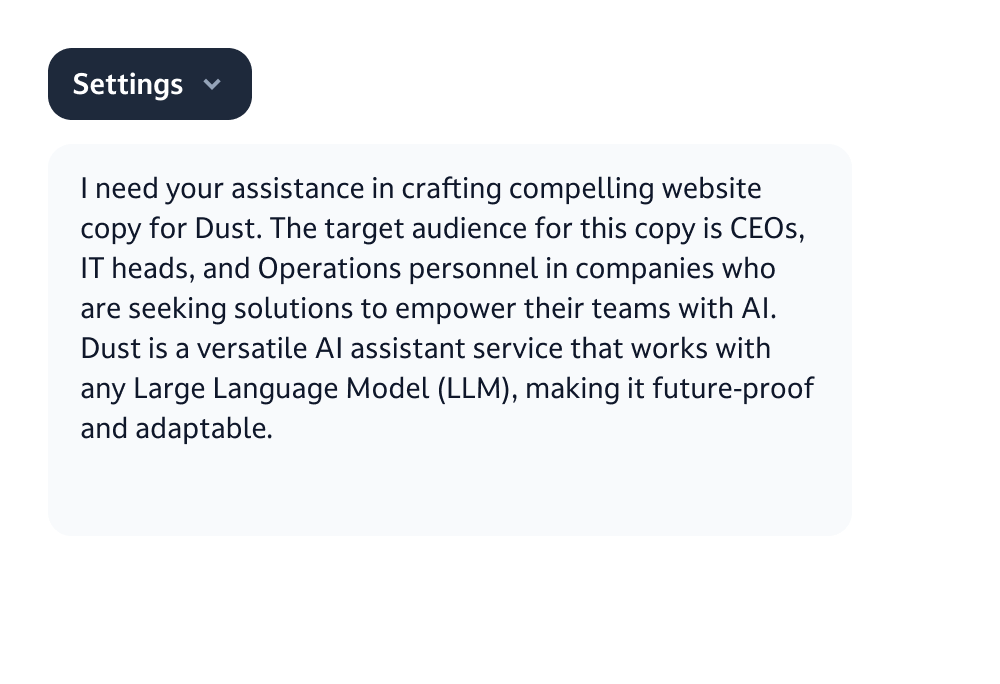 Settings
I need your assistance in crafting compelling website
copy for Dust. The target audience for this copy is CEOs,
IT heads, and Operations personnel in companies who
are seeking solutions to empower their teams with AI.
Dust is a versatile AI assistant service that works with
any Large Language Model (LLM), making it future-proof
and adaptable.